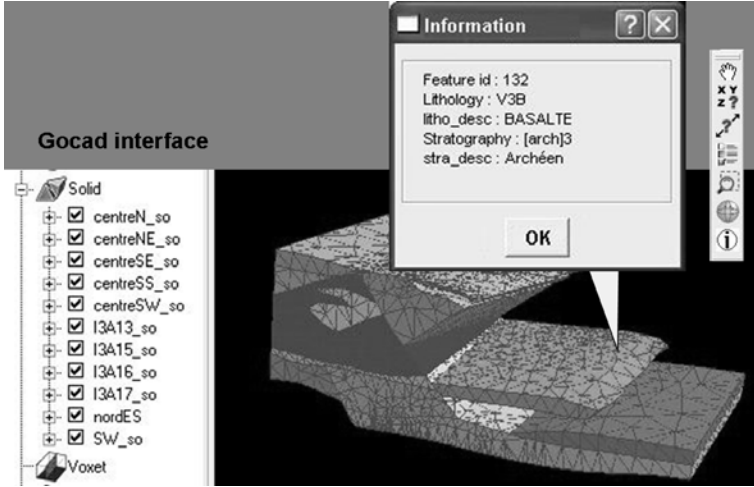 Information
Feature id : 132
Lithology : V3B
litho_desc : BASALTE
Stratography : [arch]3
stra_desc : Archéen
OK
X Y
Z ?
?
Gocad interface
Solid
centreN_so
centreNE_so
centreSE_so
centreSS_so
centreSW_so
I3A13_so
I3A15_so
I3A16_so
I3A17_so
nordES
SW_so
Voxet